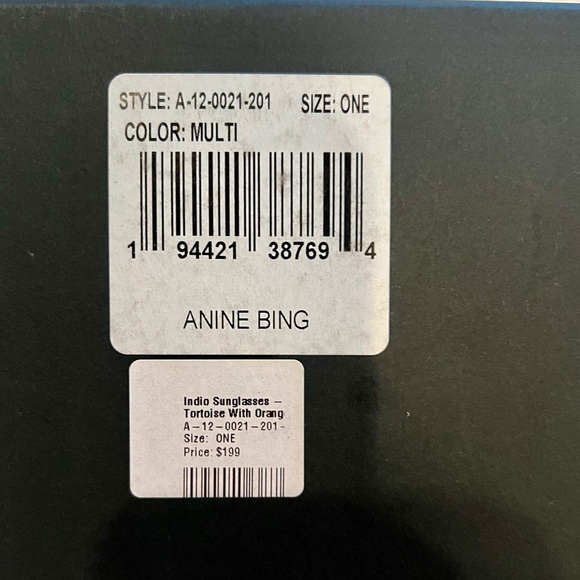 STYLE: A-12-0021-201 SIZE: ONE
COLOR: MULTI
1 94421 38769 4
ANINE BING
Indio Sunglasses –
Tortoise With Orang
A-12-0021-201-
Size: ONE
Price: $199